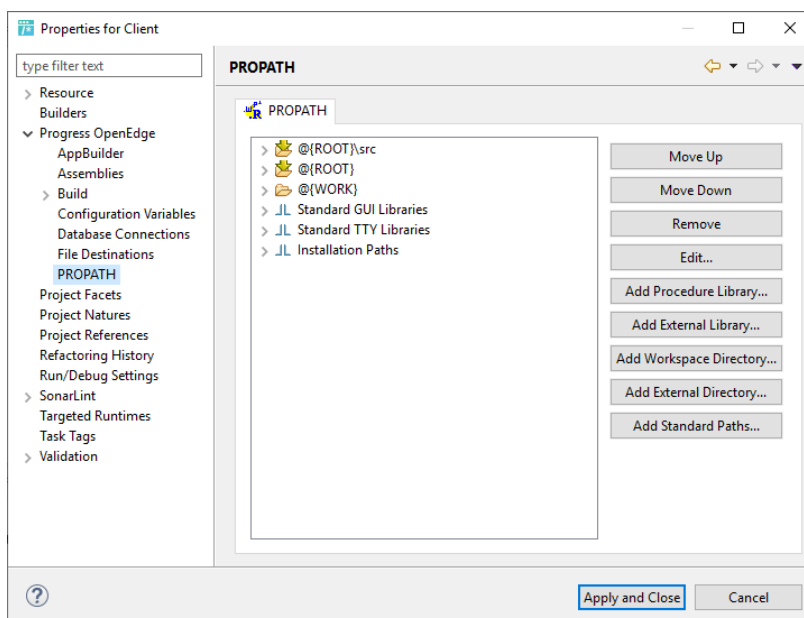 Properties for Client
type filter text
Resource
Builders
Progress OpenEdge
AppBuilder
Assemblies
Build
Configuration Variables
Database Connections
File Destinations
PROPATH
Project Facets
Project Natures
Project References
Refactoring History
Run/Debug Settings
SonarLint
Targeted Runtimes
Task Tags
Validation
PROPATH
PROPATH
@{ROOT}\src
@{ROOT}
@{WORK}
Standard GUI Libraries
Standard TTY Libraries
Installation Paths
Move Up
Move Down
Remove
Edit...
Add Procedure Library...
Add External Library...
Add Workspace Directory...
Add External Directory...
Add Standard Paths...
Apply and Close
Cancel